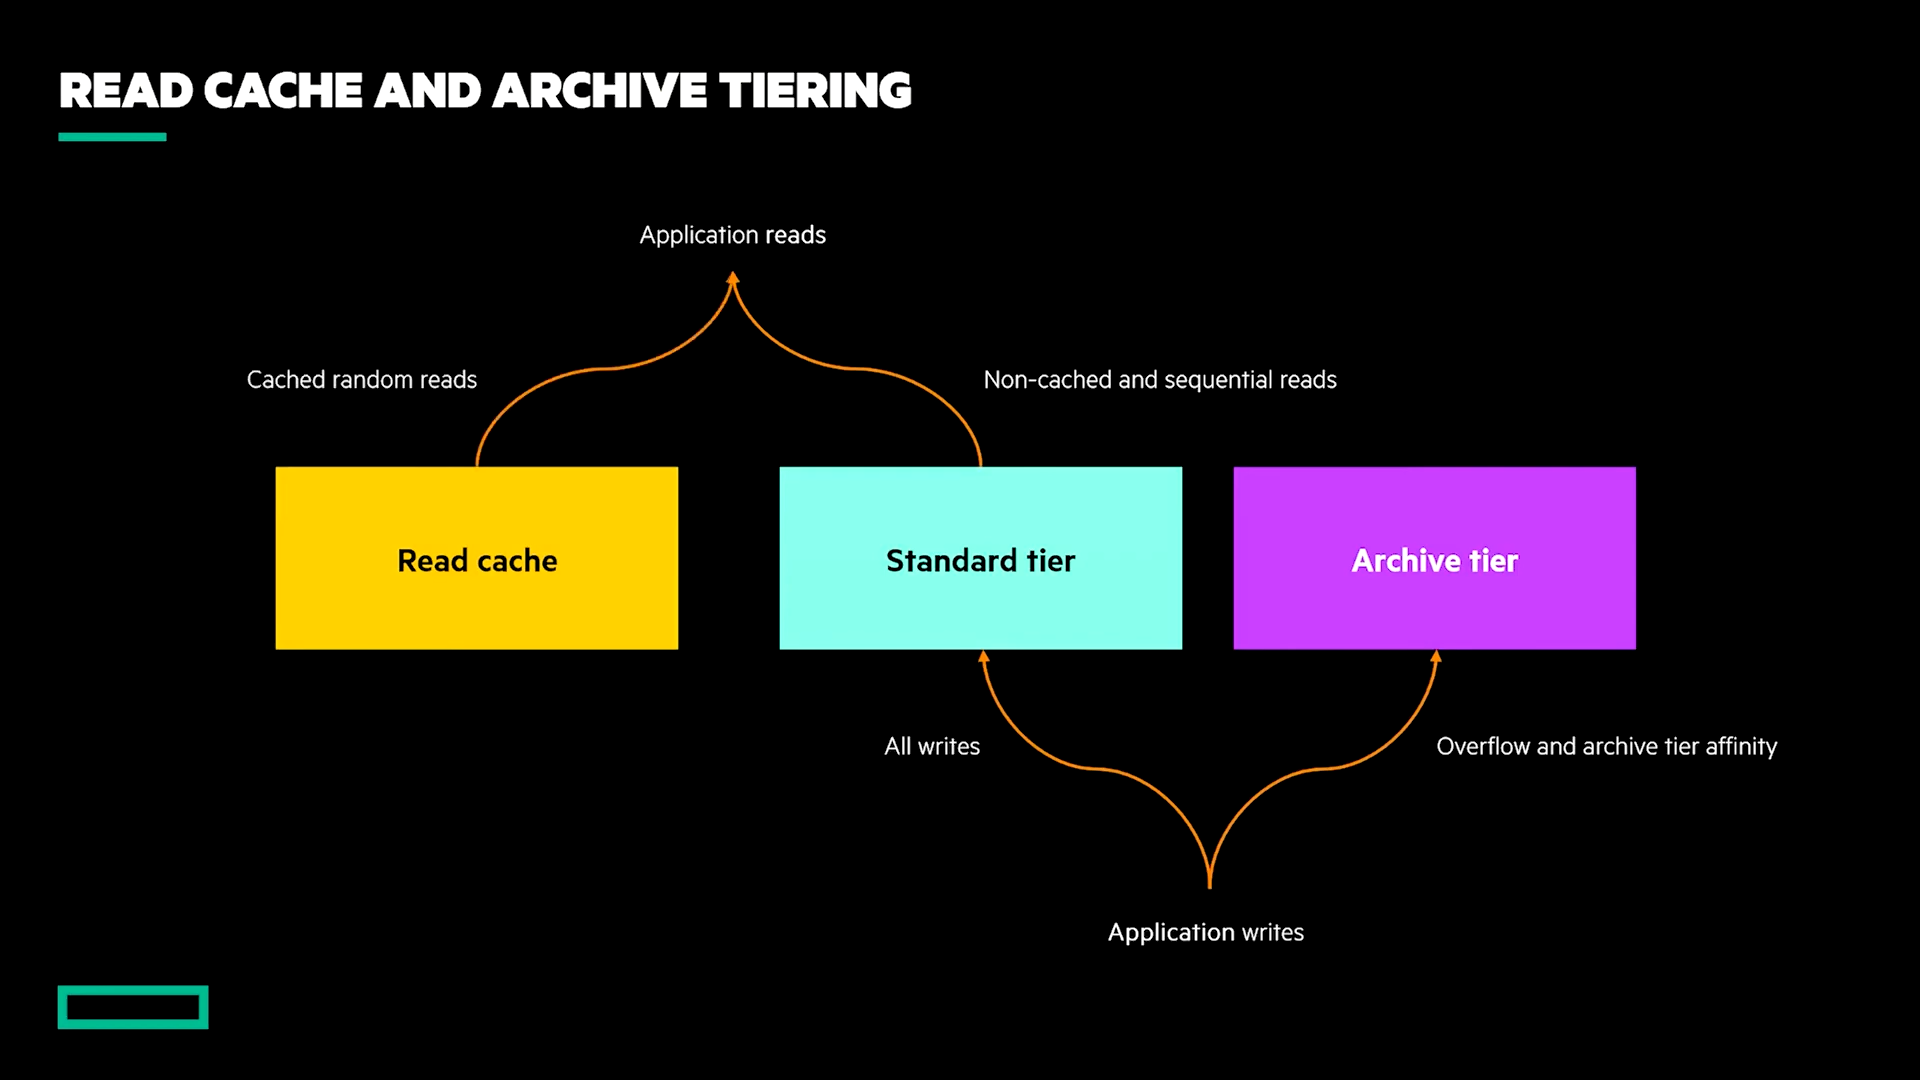 READ CACHE AND ARCHIVE TIERING
Application reads
Cached random reads
Non-cached and sequential reads
Read cache
Standard tier
Archive tier
All writes
Overflow and archive tier affinity
Application writes